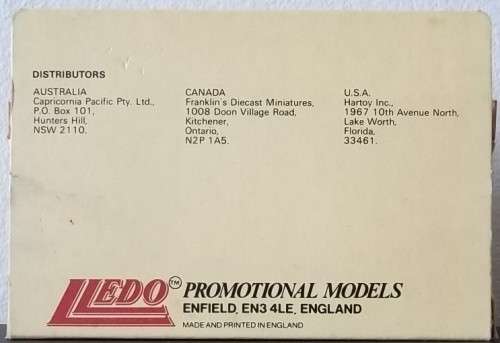 DISTRIBUTORS
AUSTRALIA
Capricornia Pacific Pty. Ltd.,
P.O. Box 101,
Hunters Hill,
NSW 2110.
CANADA
Franklin's Diecast Miniatures,
1008 Doon Village Road,
Kitchener,
Ontario,
N2P 1A5.
U.S.A.
Hartoy Inc.,
1967 10th Avenue North,
Lake Worth,
Florida,
33461.
LLEDO TM PROMOTIONAL MODELS
ENFIELD, EN3 4LE, ENGLAND
MADE AND PRINTED IN ENGLAND